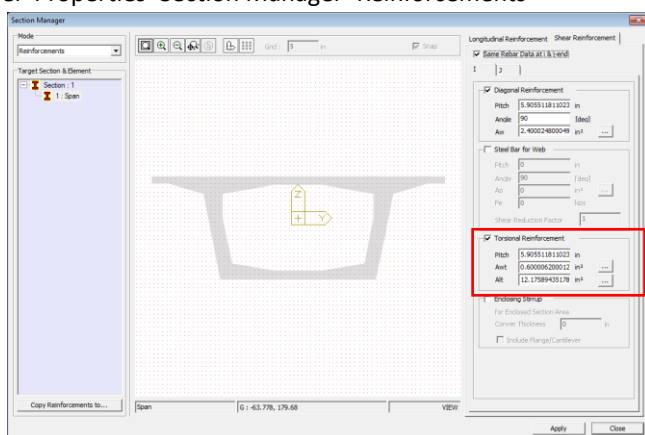 er Properties Section Manager Reinforcements
Section Manager
Mode
Reinforcements
Target Section & Element
Section : 1
1 : Span
Copy Reinforcements to...
Grid : 5 in
Snap
Z
Y
Span
G : -63.778, 179.68
VIEW
Longitudinal Reinforcement Shear Reinforcement
Same Rebar Data at i & j-end
I J
Diagonal Reinforcement
Pitch 5.905511811023 in
Angle 90 [deg]
Aw 2.400024800049 in² ...
Steel Bar for Web
Pitch 0 in
Angle 90 [deg]
Ap 0 in² ...
Pe 0 kips
Shear Reduction Factor 1
Torsional Reinforcement
Pitch 5.905511811023 in
Awt 0.600006200012 in² ...
Alt 12.17589435178 in² ...
Enclosing Stirrup
For Enclosed Section Area
Conver Thickness 0 in
Include Flange/Cantilever
Apply Close